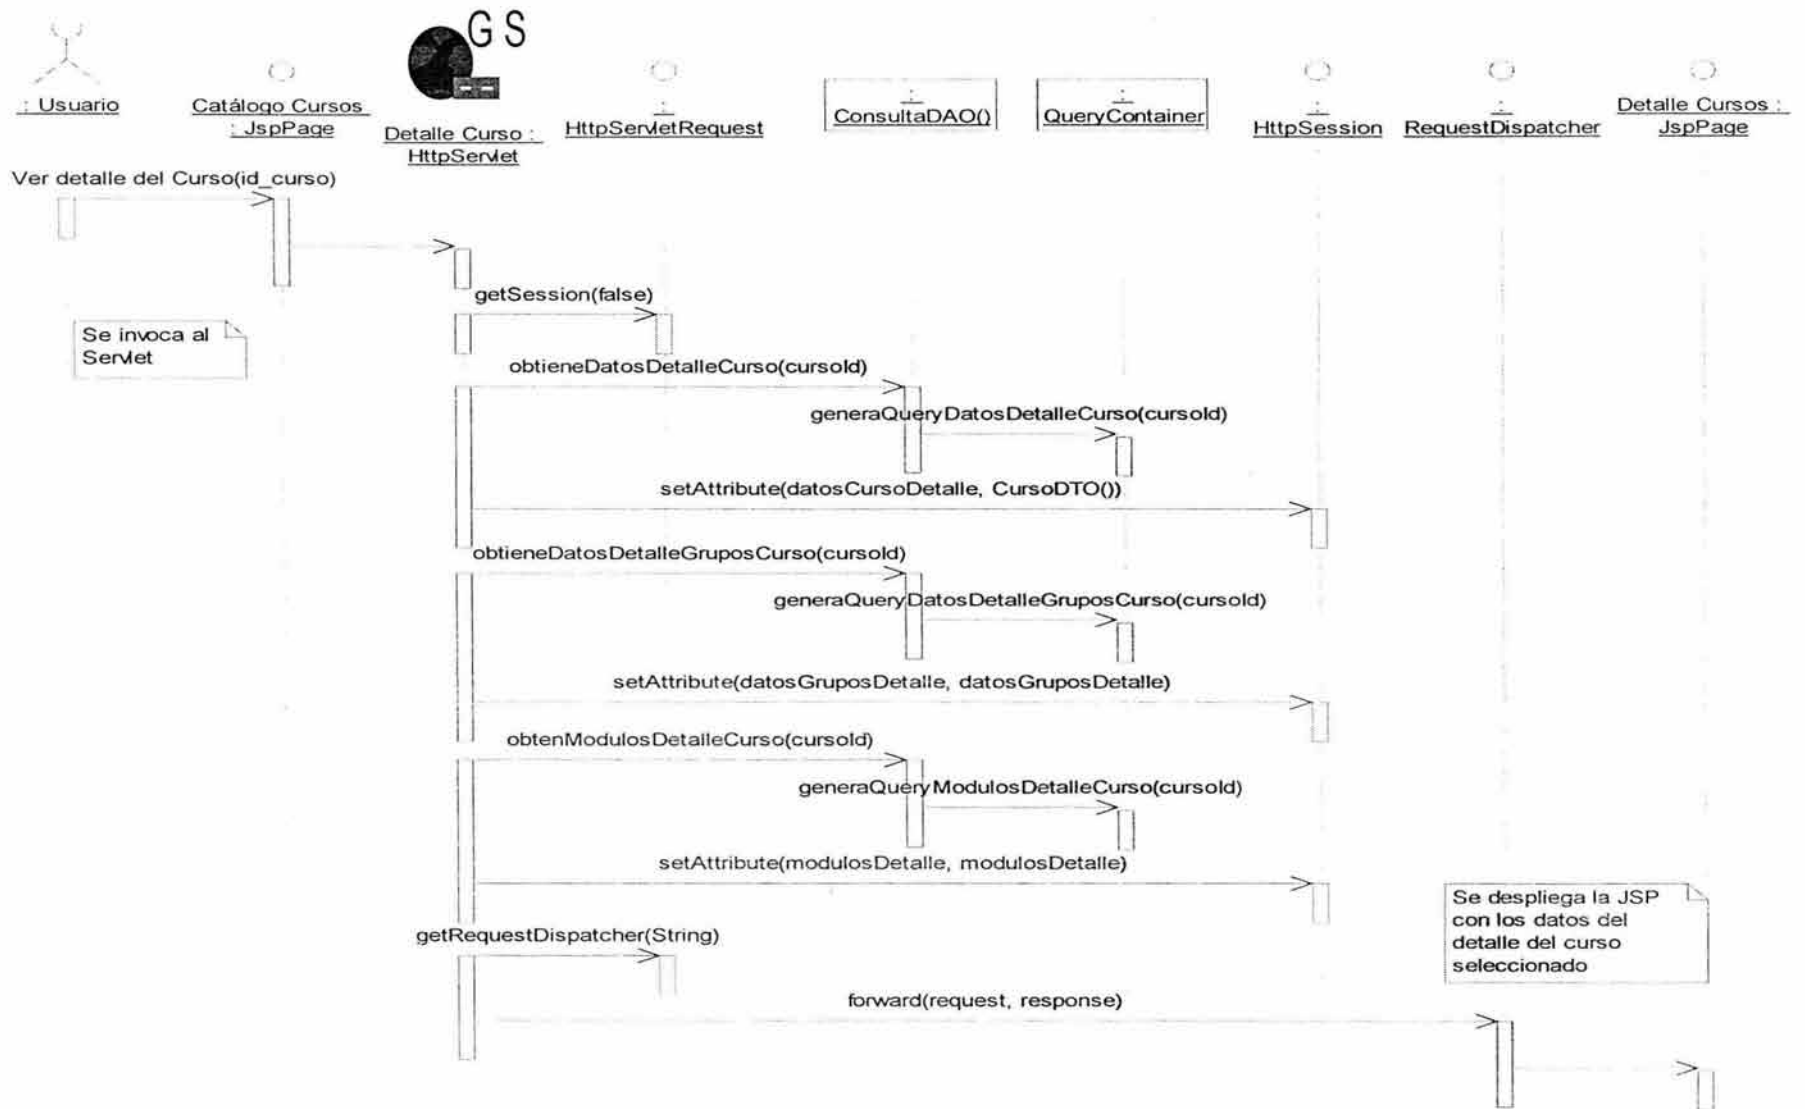 GS
: Usuario
Catálogo Cursos
: JspPage
Detalle Curso :
HttpServlet
:
HttpServletRequest
:
ConsultaDAO()
:
QueryContainer
:
HttpSession
:
RequestDispatcher
Detalle Cursos :
JspPage
Ver detalle del Curso(id_curso)
getSession(false)
Se invoca al
Servlet
obtieneDatosDetalleCurso(cursoId)
generaQueryDatosDetalleCurso(cursoId)
setAttribute(datosCursoDetalle, CursoDTO())
obtieneDatosDetalleGruposCurso(cursoId)
generaQueryDatosDetalleGruposCurso(cursoId)
setAttribute(datosGruposDetalle, datosGruposDetalle)
obtenModulosDetalleCurso(cursoId)
generaQueryModulosDetalleCurso(cursoId)
setAttribute(modulosDetalle, modulosDetalle)
Se despliega la JSP
con los datos del
detalle del curso
seleccionado
getRequestDispatcher(String)
forward(request, response)